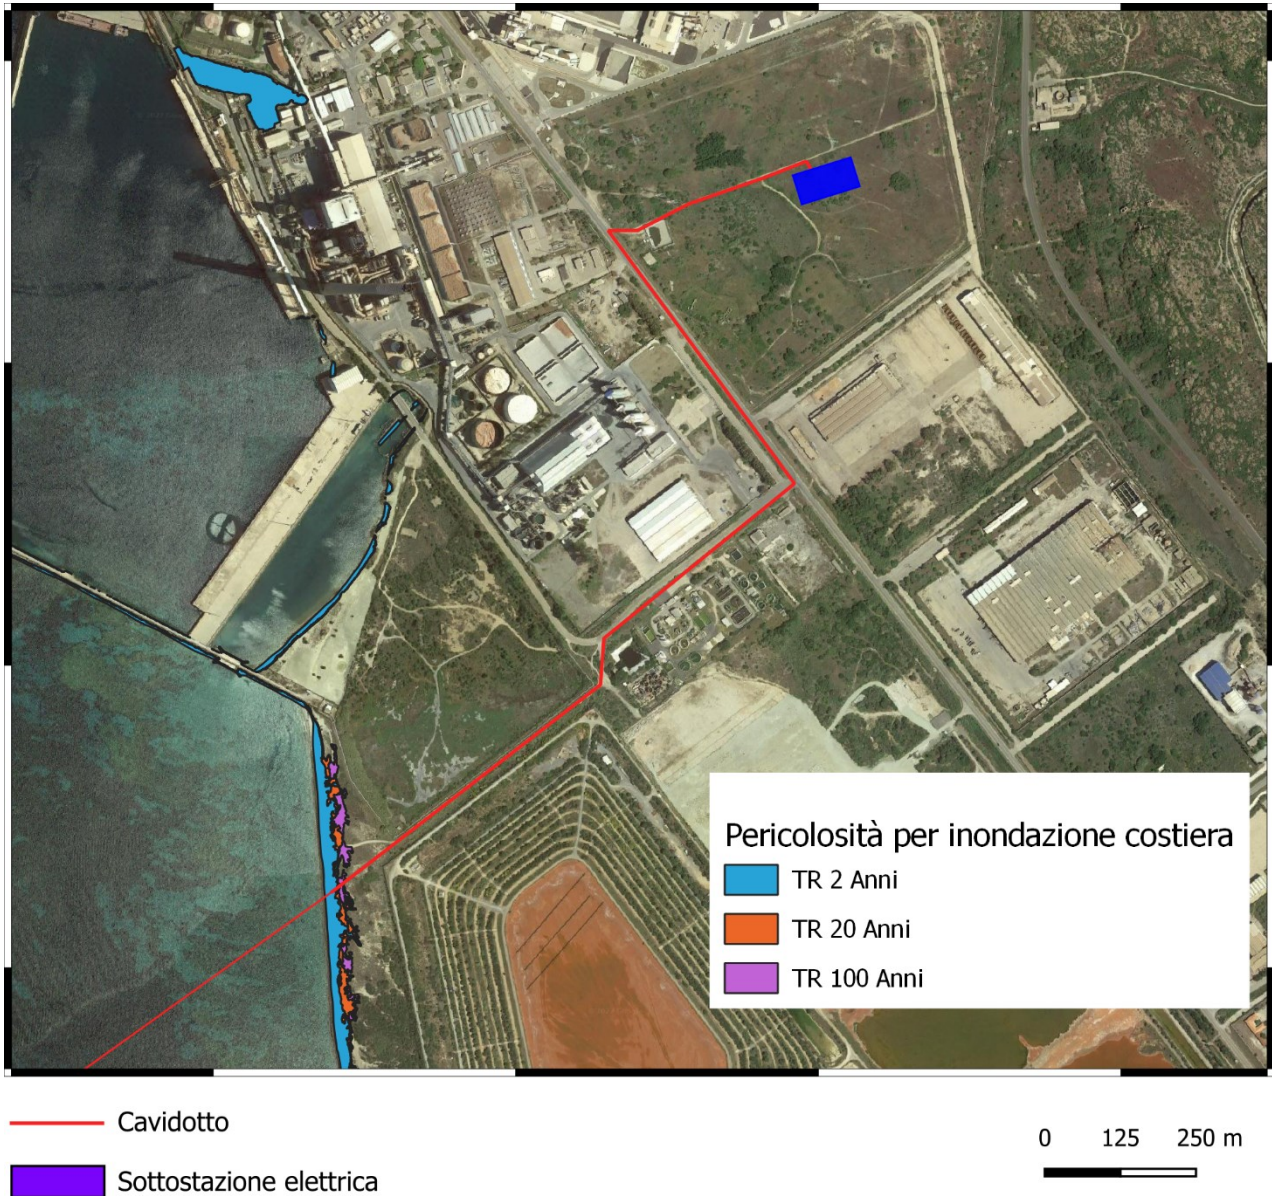 Pericolosità per inondazione costiera
TR 2 Anni
TR 20 Anni
TR 100 Anni
Cavidotto
Sottostazione elettrica
0 125 250 m